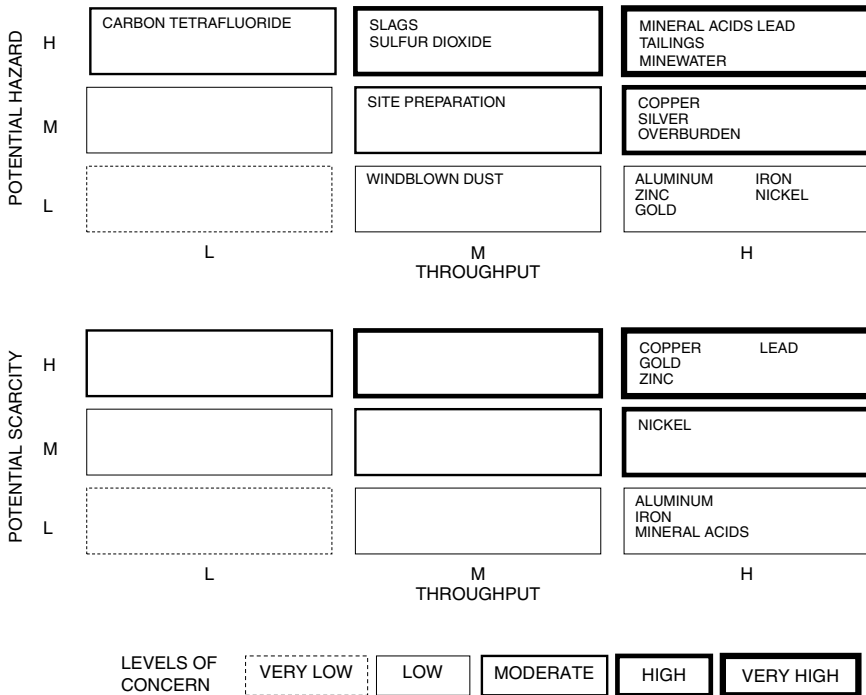 POTENTIAL HAZARD
H
CARBON TETRAFLUORIDE
SLAGS
SULFUR DIOXIDE
MINERAL ACIDS LEAD
TAILINGS
MINEWATER
M
SITE PREPARATION
COPPER
SILVER
OVERBURDEN
L
WINDBLOWN DUST
ALUMINUM IRON
ZINC NICKEL
GOLD
L M H
THROUGHPUT
POTENTIAL SCARCITY
H
COPPER LEAD
GOLD
ZINC
M
NICKEL
L
ALUMINUM
IRON
MINERAL ACIDS
L M H
THROUGHPUT
LEVELS OF
CONCERN
VERY LOW LOW MODERATE HIGH VERY HIGH